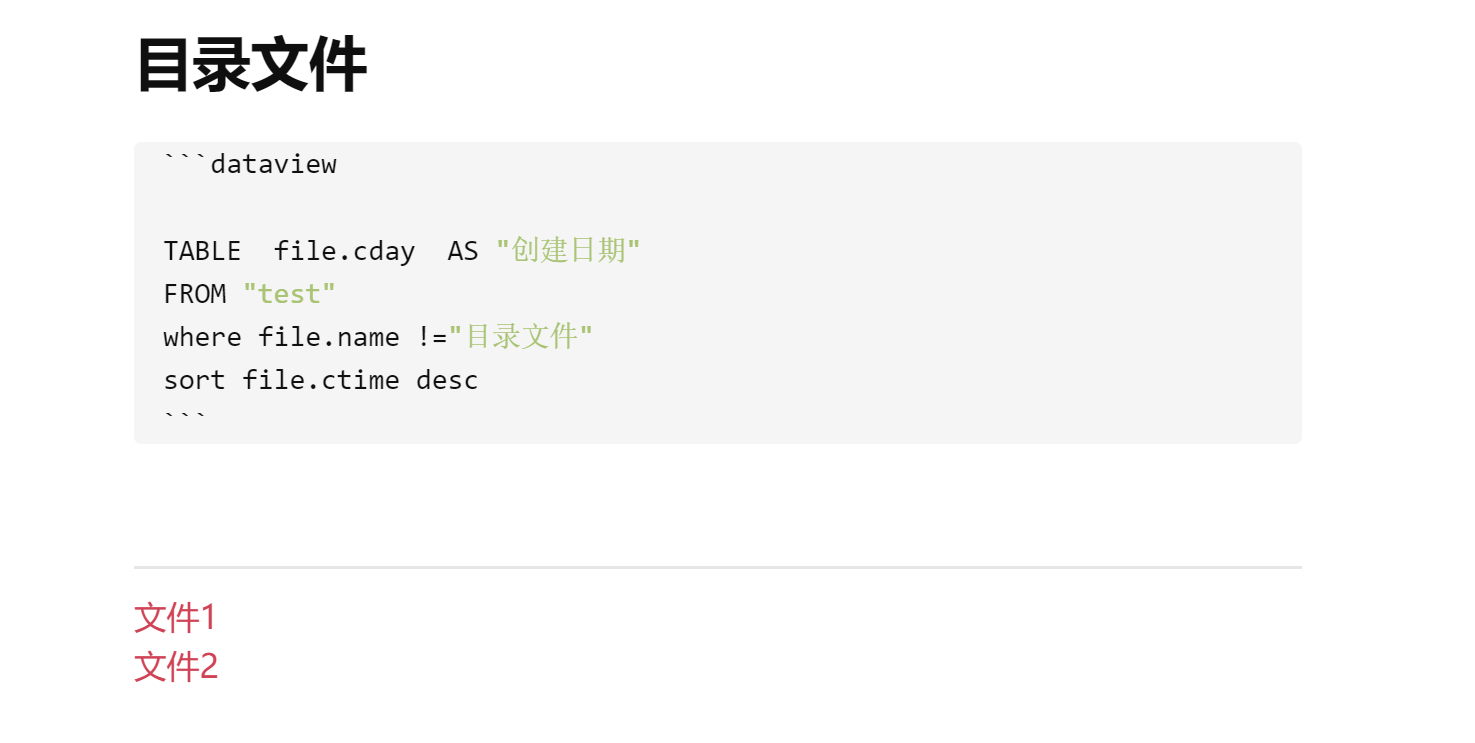 目录文件
```dataview
TABLE  file.cday  AS "创建日期"
FROM "test"
where file.name !="目录文件"
sort file.ctime desc
```
文件1
文件2